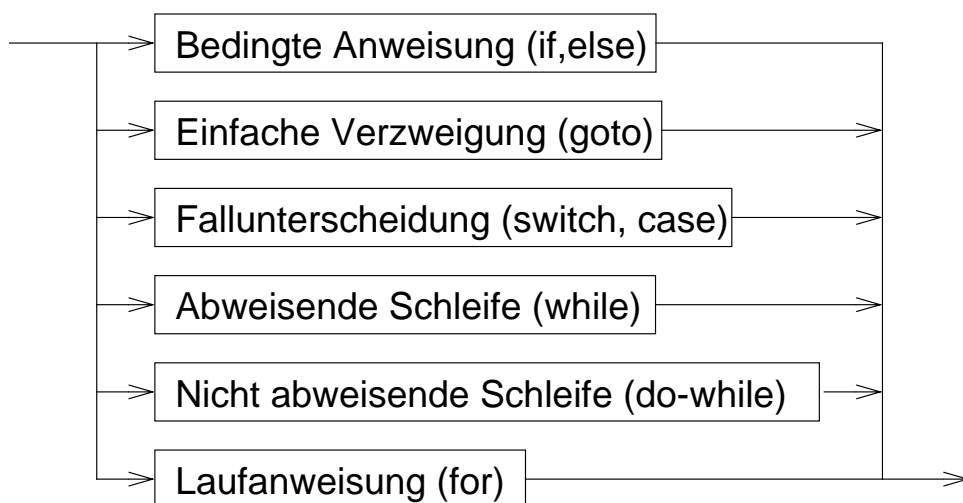 Bedingte Anweisung (if,else)
Einfache Verzweigung (goto)
Fallunterscheidung (switch, case)
Abweisende Schleife (while)
Nicht abweisende Schleife (do-while)
Laufanweisung (for)